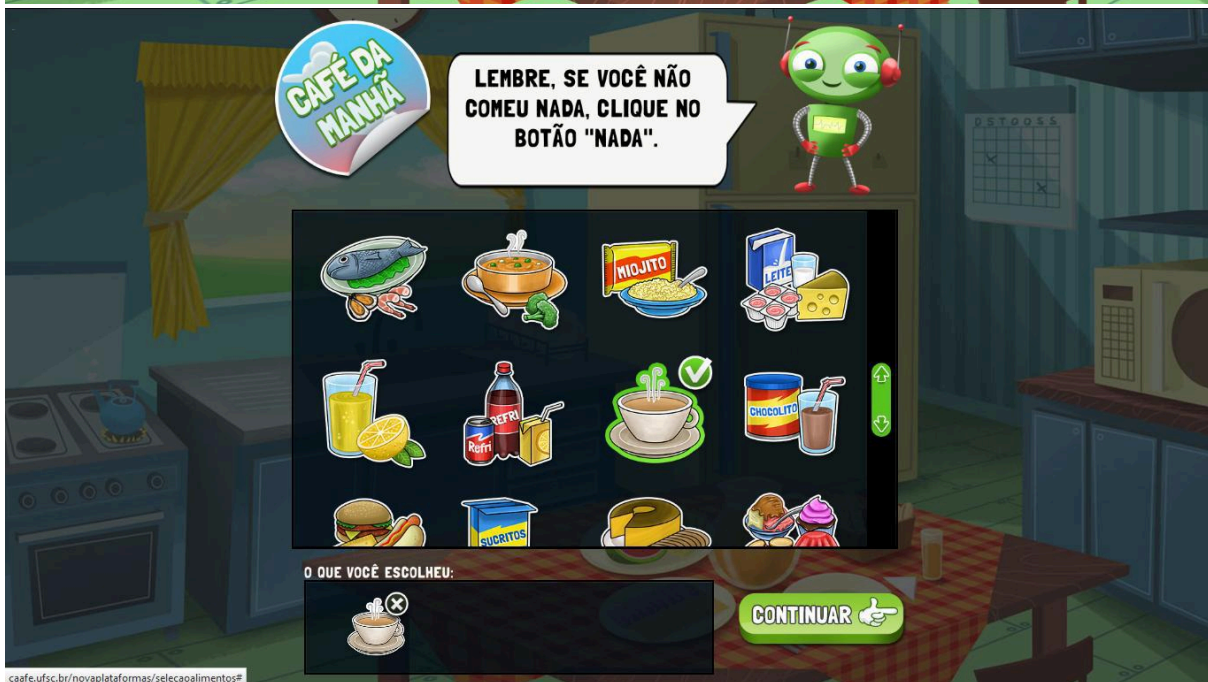 CAFÉ DA
MANHÃ
LEMBRE, SE VOCÊ NÃO
COMEU NADA, CLIQUE NO
BOTÃO "NADA".
D S T Q Q S S
MIOJITO
LEITE
REFRI
Refri
CHOCOLITO
SUCRITOS
O QUE VOCÊ ESCOLHEU:
CONTINUAR
caafe.ufsc.br/novaplataformas/selecaoalimentos#